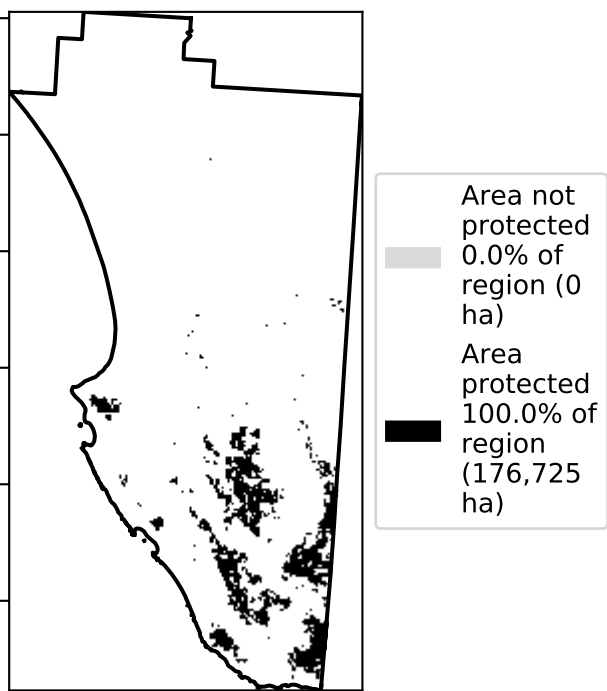 Area not
protected
0.0% of
region (0
ha)
Area
protected
100.0% of
region
(176,725
ha)